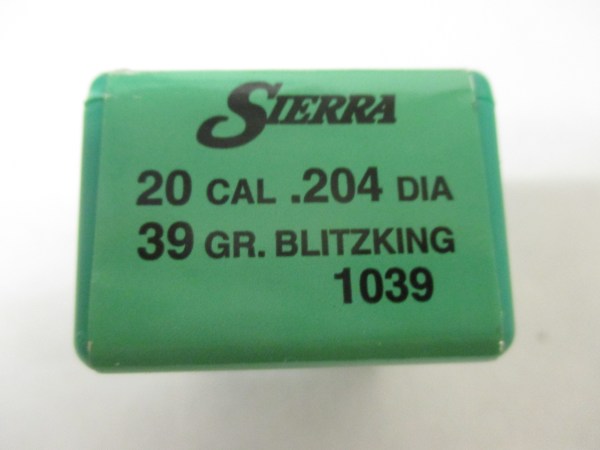 SIERRA
20 CAL .204 DIA
39 GR. BLITZKING
1039